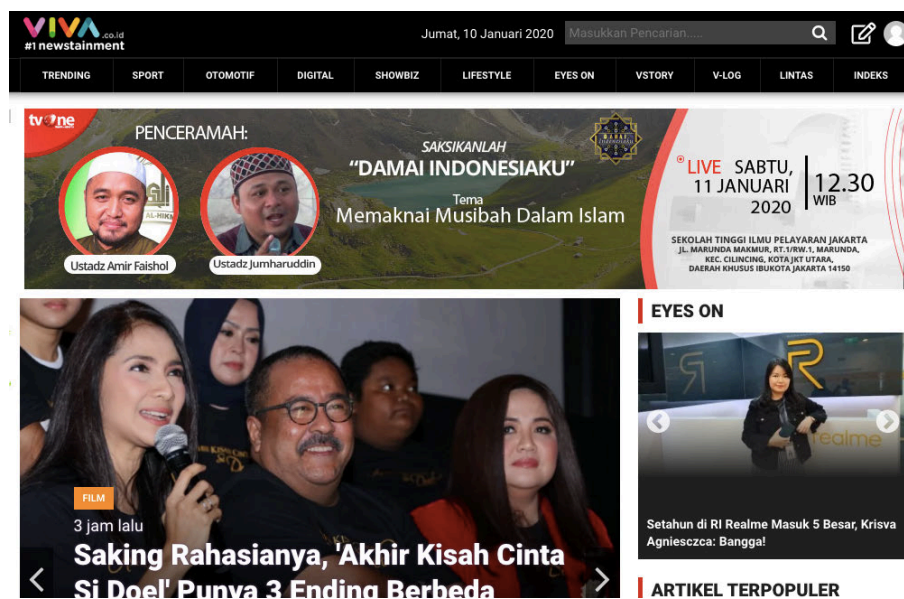 VIVA.co.id
#1 newstainment
Jumat, 10 Januari 2020
Masukkan Pencarian.....
TRENDING SPORT OTOMOTIF DIGITAL SHOWBIZ LIFESTYLE EYES ON VSTORY V-LOG LINTAS INDEKS
tvOne
PENCERAMAH:
Ustadz Amir Faishol
Ustadz Jumharuddin
SAKSIKANLAH
“DAMAI INDONESIAKU”
Tema
Memaknai Musibah Dalam Islam
DAMAI
INDONESIAKU
LIVE SABTU,
11 JANUARI
2020
12.30
WIB
SEKOLAH TINGGI ILMU PELAYARAN JAKARTA
JL. MARUNDA MAKMUR, RT.1/RW.1, MARUNDA,
KEC. CILINCING, KOTA JKT UTARA,
DAERAH KHUSUS IBUKOTA JAKARTA 14150
FILM
3 jam lalu
Saking Rahasianya, 'Akhir Kisah Cinta
Si Doel' Punya 3 Ending Berbeda
EYES ON
realme
Setahun di RI Realme Masuk 5 Besar, Krisva
Agniesczca: Bangga!
ARTIKEL TERPOPULER